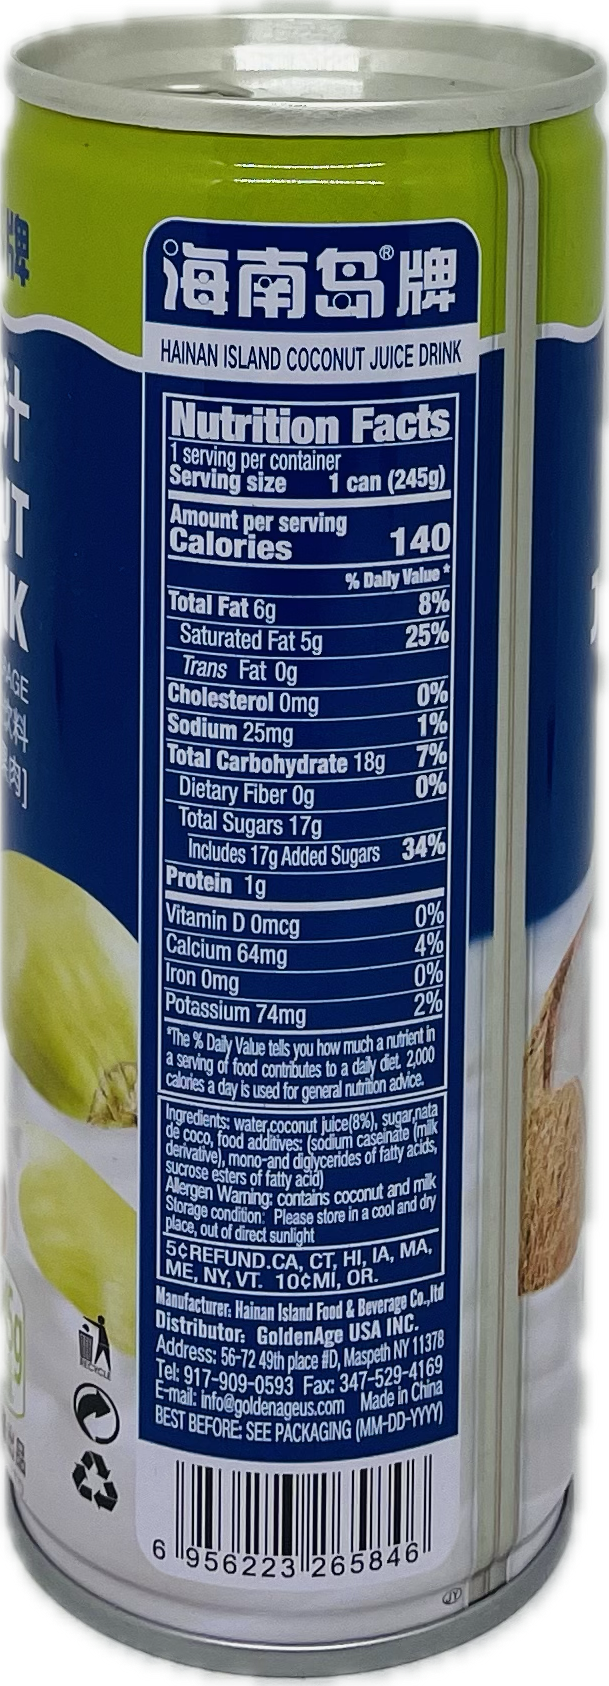 海南岛®牌
HAINAN ISLAND COCONUT JUICE DRINK
Nutrition Facts
1 serving per container
Serving size 1 can (245g)
Amount per serving
Calories 140
% Daily Value *
Total Fat 6g 8%
Saturated Fat 5g 25%
Trans Fat 0g
Cholesterol 0mg 0%
Sodium 25mg 1%
Total Carbohydrate 18g 7%
Dietary Fiber 0g 0%
Total Sugars 17g
Includes 17g Added Sugars 34%
Protein 1g
Vitamin D 0mcg 0%
Calcium 64mg 4%
Iron 0mg 0%
Potassium 74mg 2%
*The % Daily Value tells you how much a nutrient in
a serving of food contributes to a daily diet. 2,000
calories a day is used for general nutrition advice.
Ingredients: water,coconut juice(8%), sugar,nata
de coco, food additives: (sodium caseinate (milk
derivative), mono-and diglycerides of fatty acids,
sucrose esters of fatty acid)
Allergen Warning: contains coconut and milk
Storage condition: Please store in a cool and dry
place, out of direct sunlight
5¢REFUND.CA, CT, HI, IA, MA,
ME, NY, VT. 10¢MI, OR.
Manufacturer: Hainan Island Food & Beverage Co.,ltd
Distributor: GoldenAge USA INC.
Address: 56-72 49th place #D, Maspeth NY 11378
Tel: 917-909-0593 Fax: 347-529-4169
E-mail: info@goldenageus.com Made in China
BEST BEFORE: SEE PACKAGING (MM-DD-YYYY)
6 956223 265846
牌
汁
UT
K
AGE
饮料
肉]
RECYCLE
JY